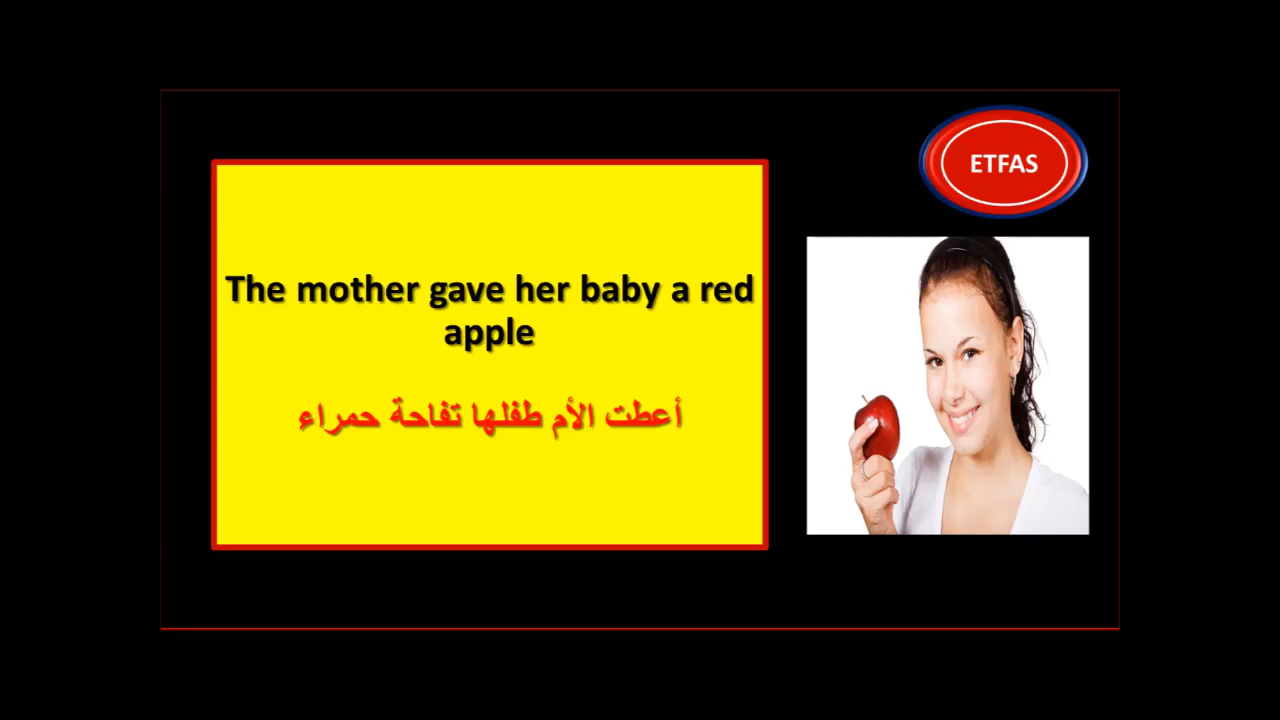 ETFAS
The mother gave her baby a red
apple
أعطت الأم طفلها تفاحة حمراء